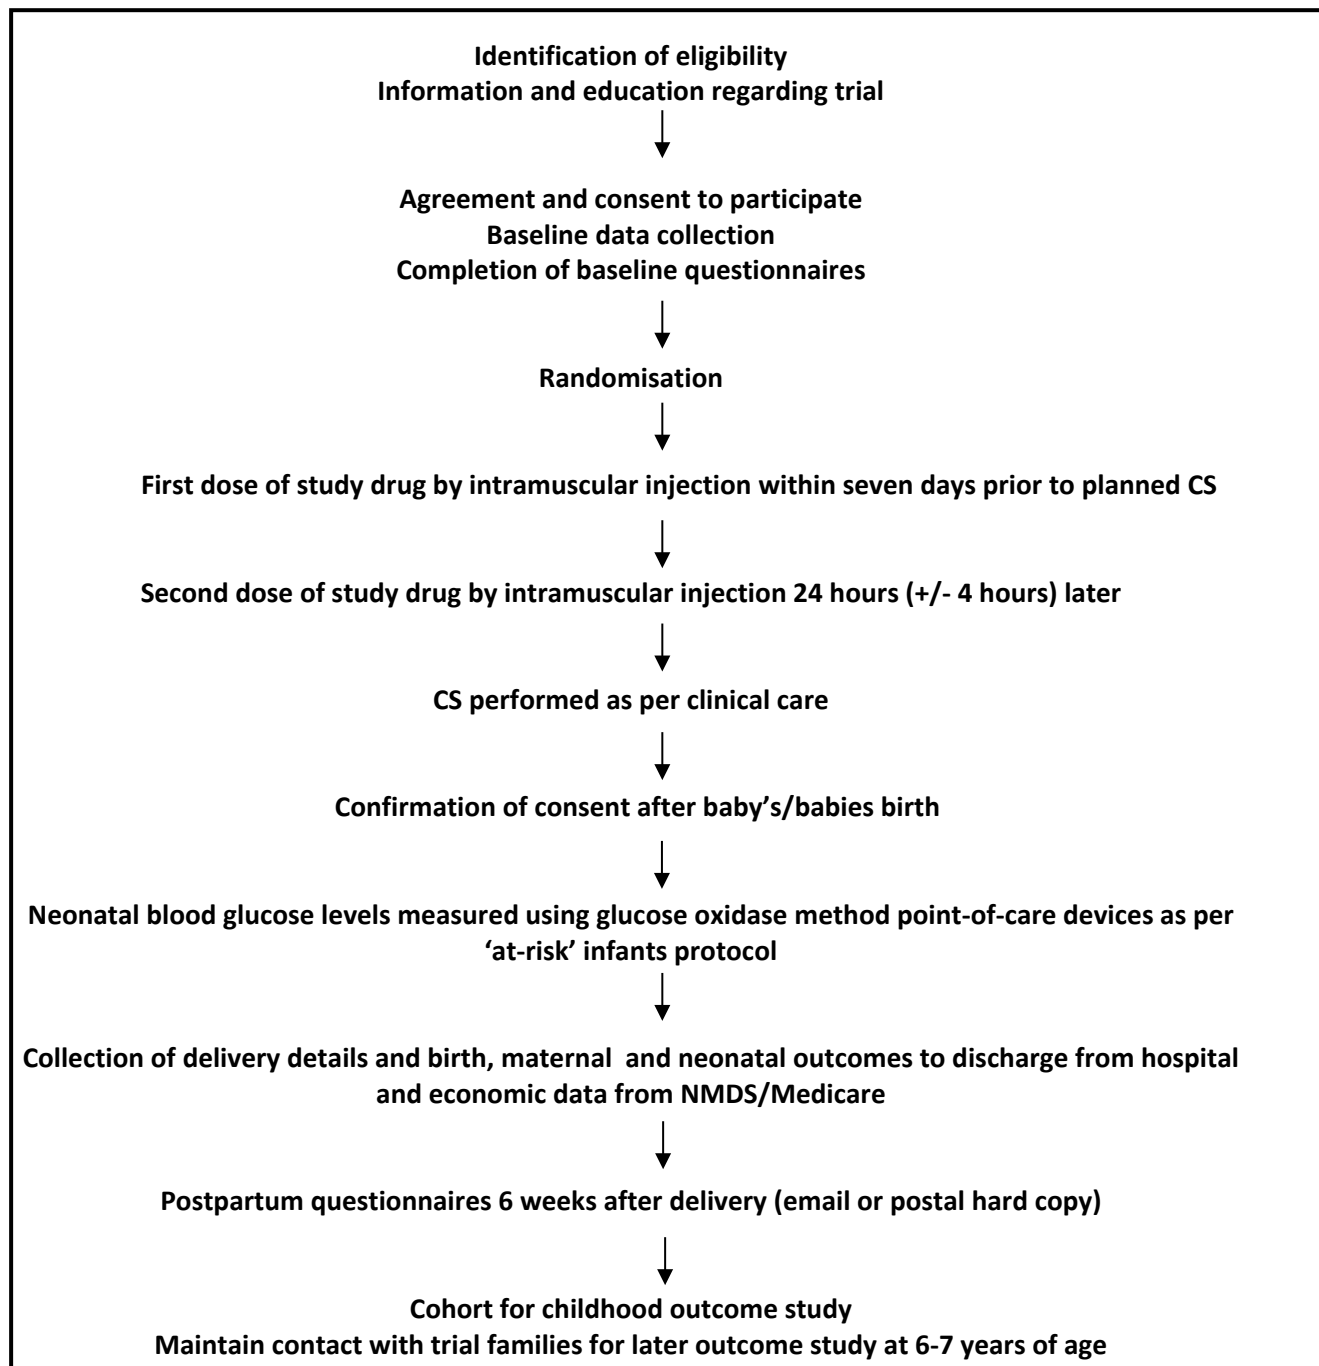 Identification of eligibility
Information and education regarding trial
Agreement and consent to participate
Baseline data collection
Completion of baseline questionnaires
Randomisation
First dose of study drug by intramuscular injection within seven days prior to planned CS
Second dose of study drug by intramuscular injection 24 hours (+/- 4 hours) later
CS performed as per clinical care
Confirmation of consent after baby’s/babies birth
Neonatal blood glucose levels measured using glucose oxidase method point-of-care devices as per
‘at-risk’ infants protocol
Collection of delivery details and birth, maternal  and neonatal outcomes to discharge from hospital
and economic data from NMDS/Medicare
Postpartum questionnaires 6 weeks after delivery (email or postal hard copy)
Cohort for childhood outcome study
Maintain contact with trial families for later outcome study at 6-7 years of age